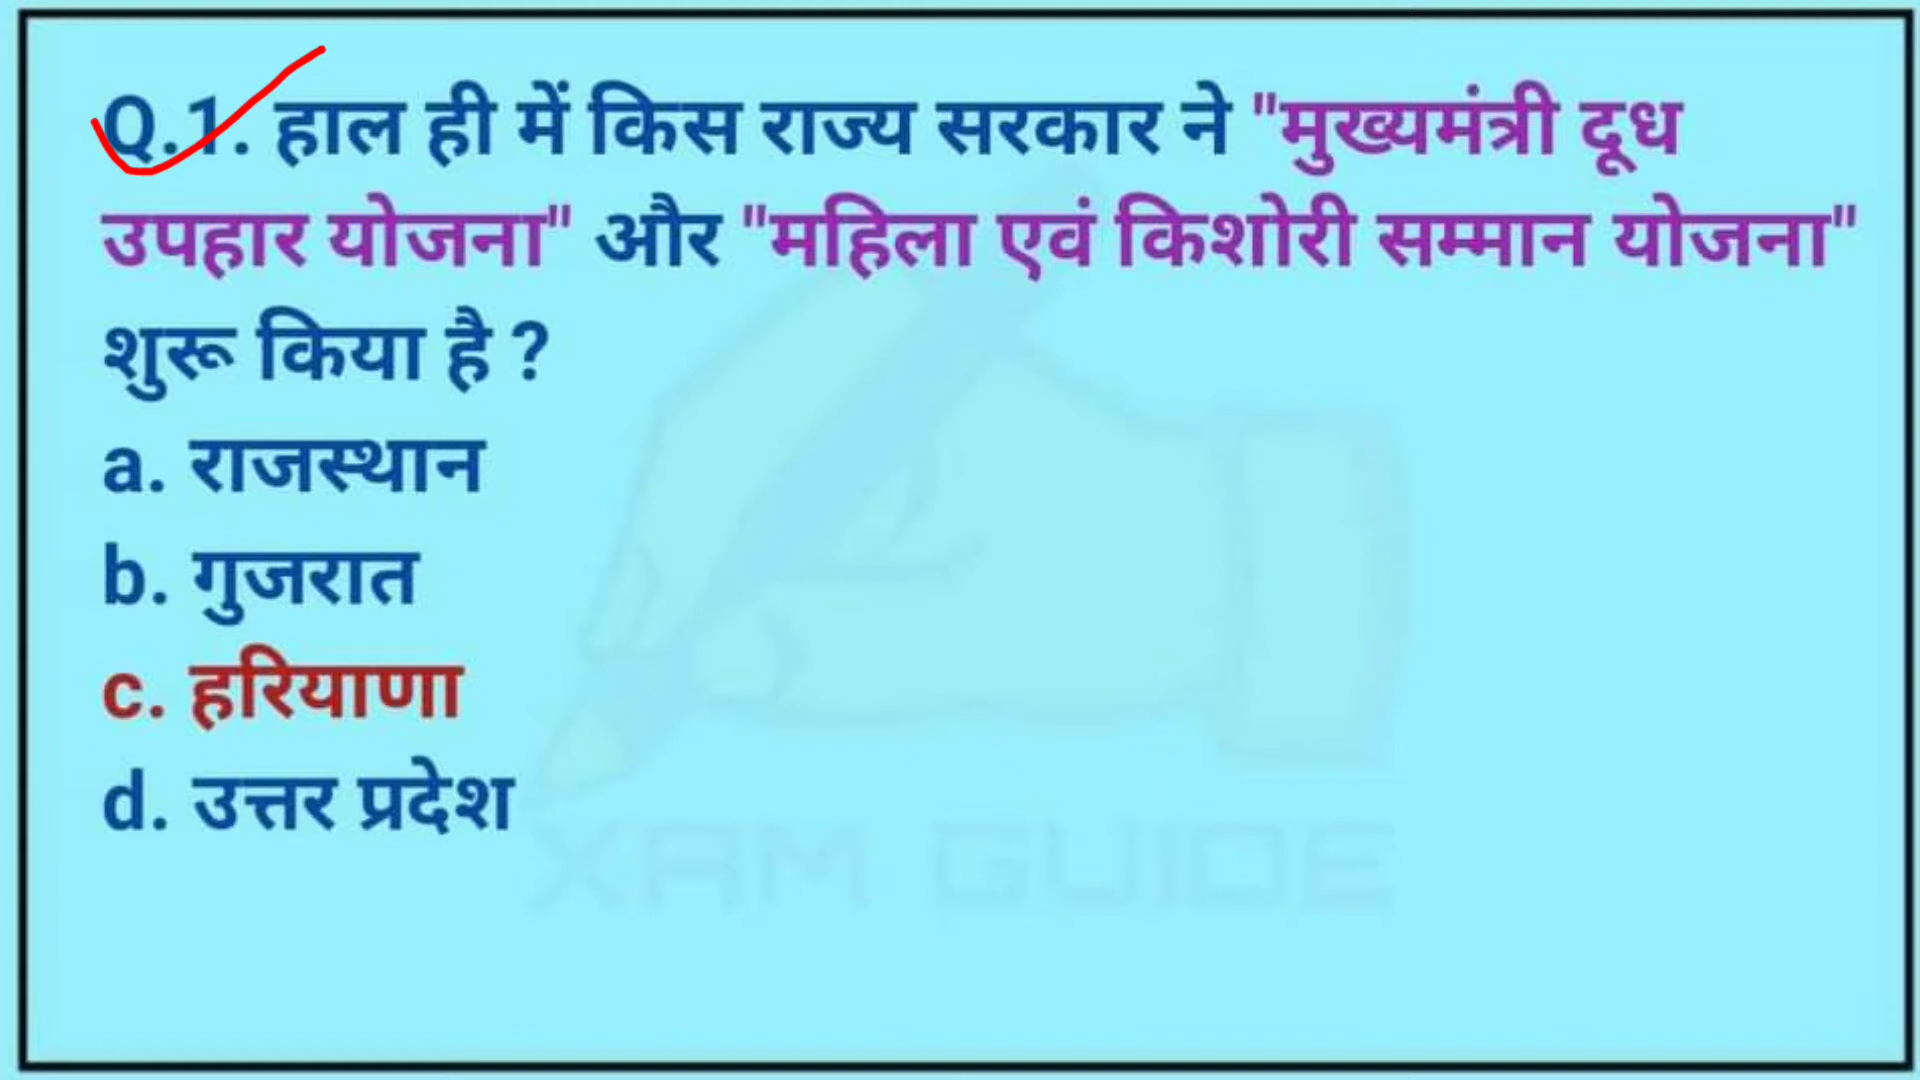 Q.1. हाल ही में किस राज्य सरकार ने "मुख्यमंत्री दूध
उपहार योजना" और "महिला एवं किशोरी सम्मान योजना"
शुरू किया है ?
a. राजस्थान
b. गुजरात
c. हरियाणा
d. उत्तर प्रदेश
XAM GUIDE